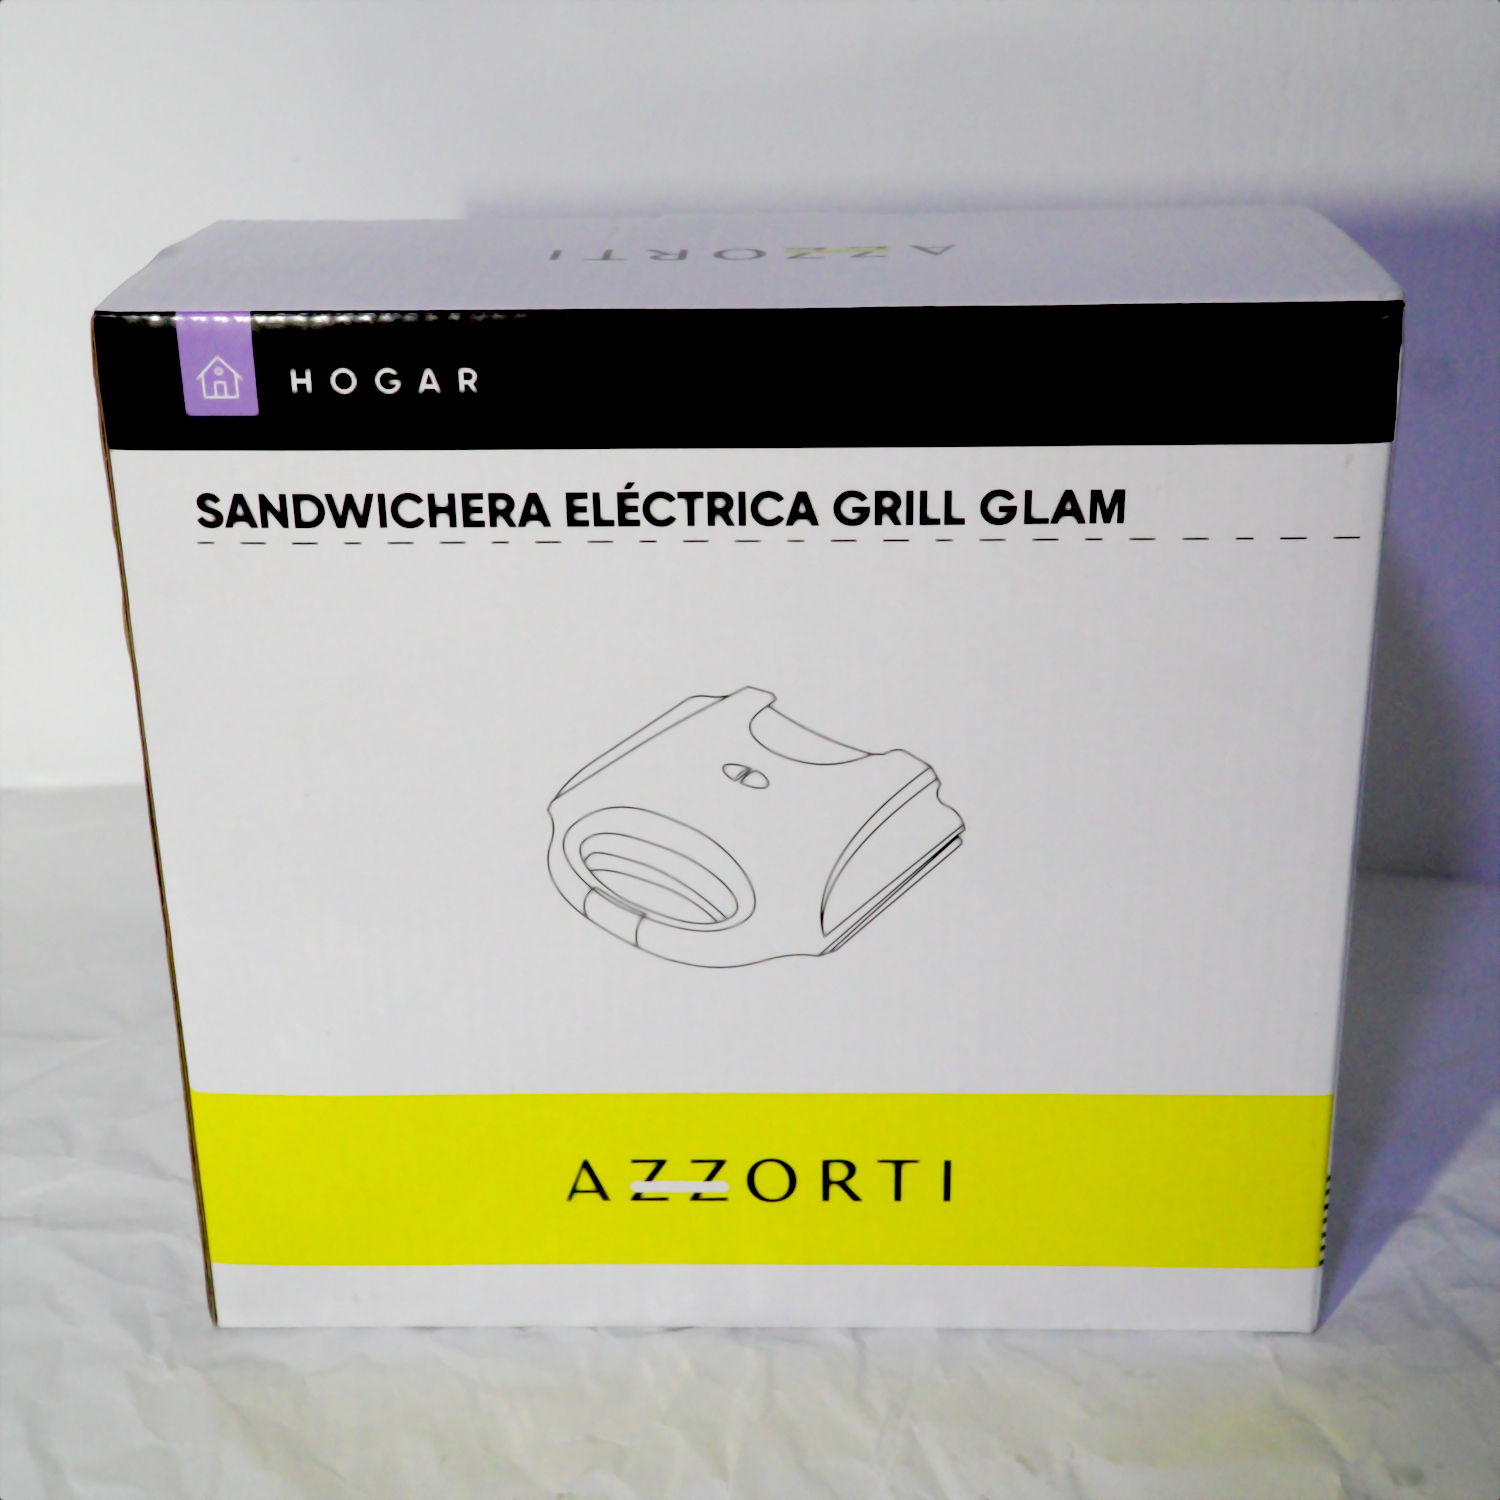 AZZORTI
HOGAR
SANDWICHERA ELÉCTRICA GRILL GLAM
AZZORTI